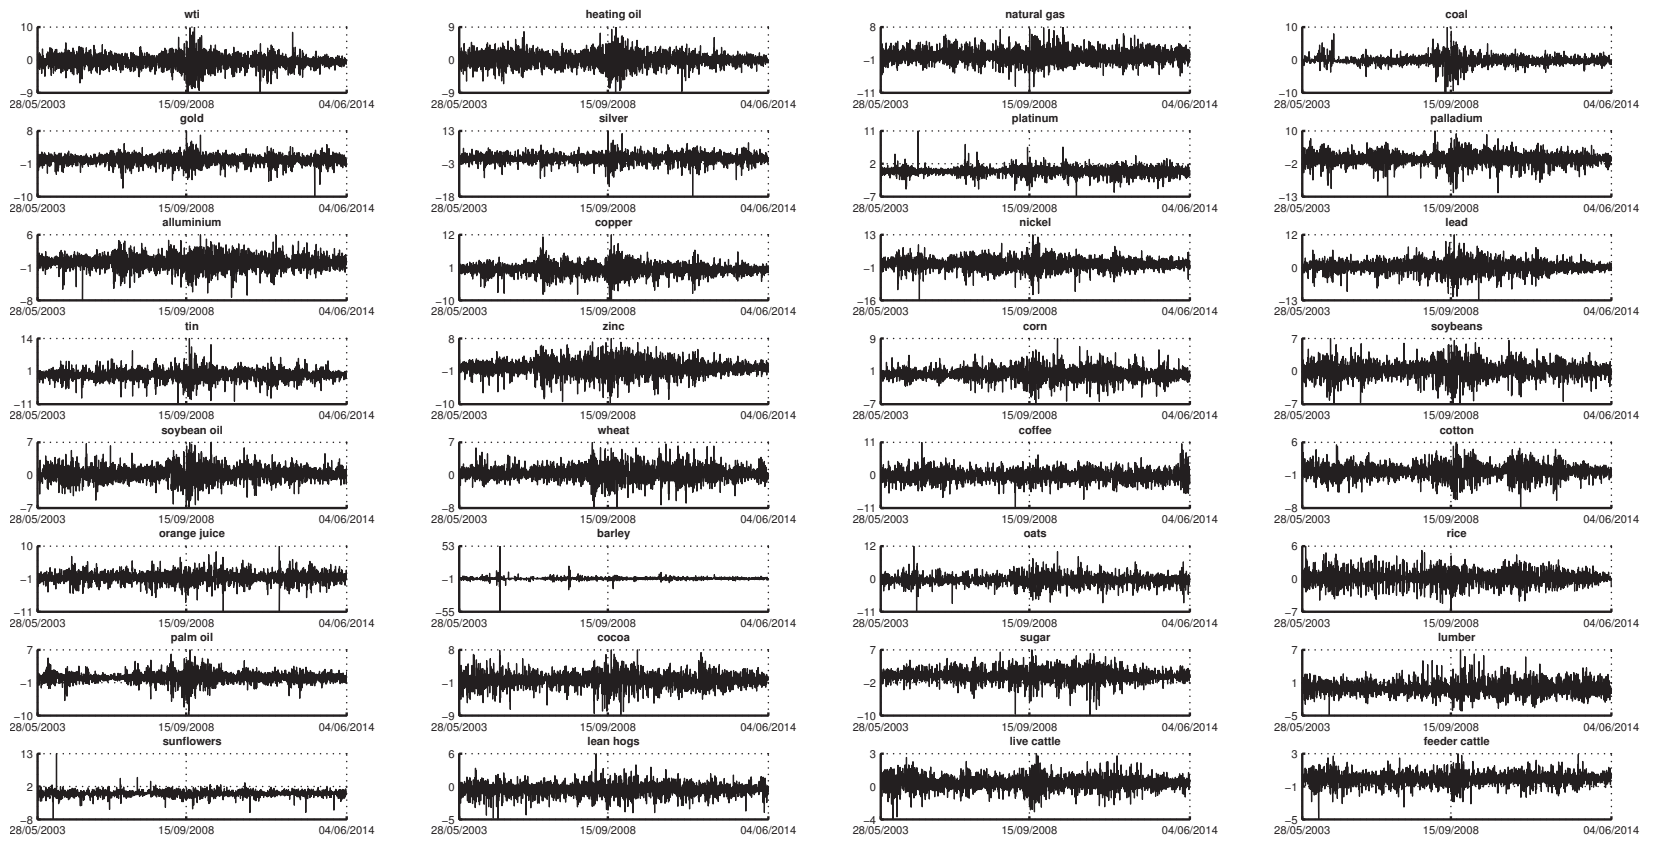 wti heating oil natural gas coal
10 9 8 10
0 0 −1 0
−9 −9 −11 −10
28/05/2003 15/09/2008 04/06/2014 28/05/2003 15/09/2008 04/06/2014 28/05/2003 15/09/2008 04/06/2014 28/05/2003 15/09/2008 04/06/2014
gold silver platinum palladium
8 13 11 10
−1 −3 2 −2
−10 −18 −7 −13
28/05/2003 15/09/2008 04/06/2014 28/05/2003 15/09/2008 04/06/2014 28/05/2003 15/09/2008 04/06/2014 28/05/2003 15/09/2008 04/06/2014
alluminium copper nickel lead
6 12 13 12
−1 1 −1 0
−8 −10 −16 −13
28/05/2003 15/09/2008 04/06/2014 28/05/2003 15/09/2008 04/06/2014 28/05/2003 15/09/2008 04/06/2014 28/05/2003 15/09/2008 04/06/2014
tin zinc corn soybeans
14 8 9 7
1 −1 1 0
−11 −10 −7 −7
28/05/2003 15/09/2008 04/06/2014 28/05/2003 15/09/2008 04/06/2014 28/05/2003 15/09/2008 04/06/2014 28/05/2003 15/09/2008 04/06/2014
soybean oil wheat coffee cotton
7 7 11 6
0 0 0 −1
−7 −8 −11 −8
28/05/2003 15/09/2008 04/06/2014 28/05/2003 15/09/2008 04/06/2014 28/05/2003 15/09/2008 04/06/2014 28/05/2003 15/09/2008 04/06/2014
orange juice barley oats rice
10 53 12 6
−1 −1 0 0
−11 −55 −11 −7
28/05/2003 15/09/2008 04/06/2014 28/05/2003 15/09/2008 04/06/2014 28/05/2003 15/09/2008 04/06/2014 28/05/2003 15/09/2008 04/06/2014
palm oil cocoa sugar lumber
7 8 7 7
−1 −1 −2 1
−10 −9 −10 −5
28/05/2003 15/09/2008 04/06/2014 28/05/2003 15/09/2008 04/06/2014 28/05/2003 15/09/2008 04/06/2014 28/05/2003 15/09/2008 04/06/2014
sunflowers lean hogs live cattle feeder cattle
13 6 3 3
2 0 0 −1
−8 −5 −4 −5
28/05/2003 15/09/2008 04/06/2014 28/05/2003 15/09/2008 04/06/2014 28/05/2003 15/09/2008 04/06/2014 28/05/2003 15/09/2008 04/06/2014